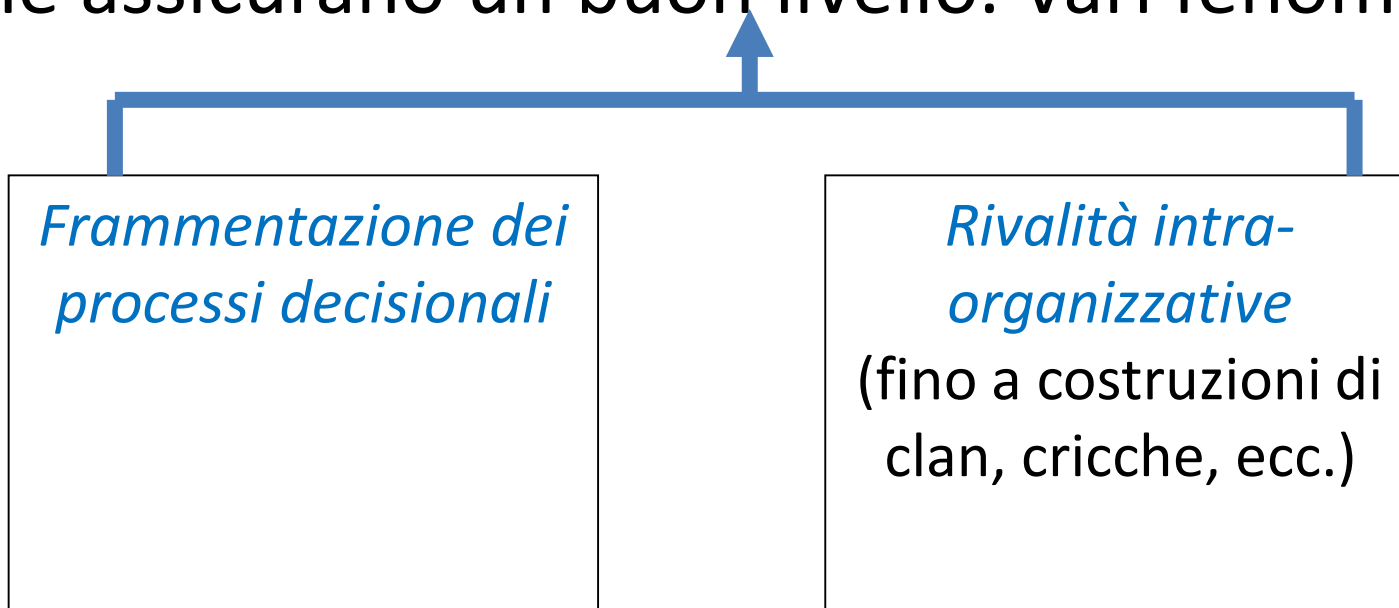 assicurano un buon livello. Vari
Frammentazione dei
processi decisionali
Rivalità intra-
organizzative
(fino a costruzioni di
clan, cricche, ecc.)